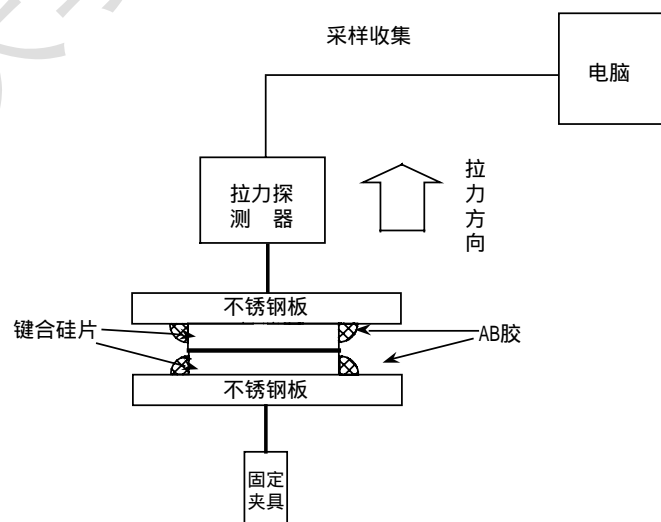 采样收集
电脑
拉力探
测 器
拉
力
方
向
不锈钢板
键合硅片
AB胶
不锈钢板
固定
夹具